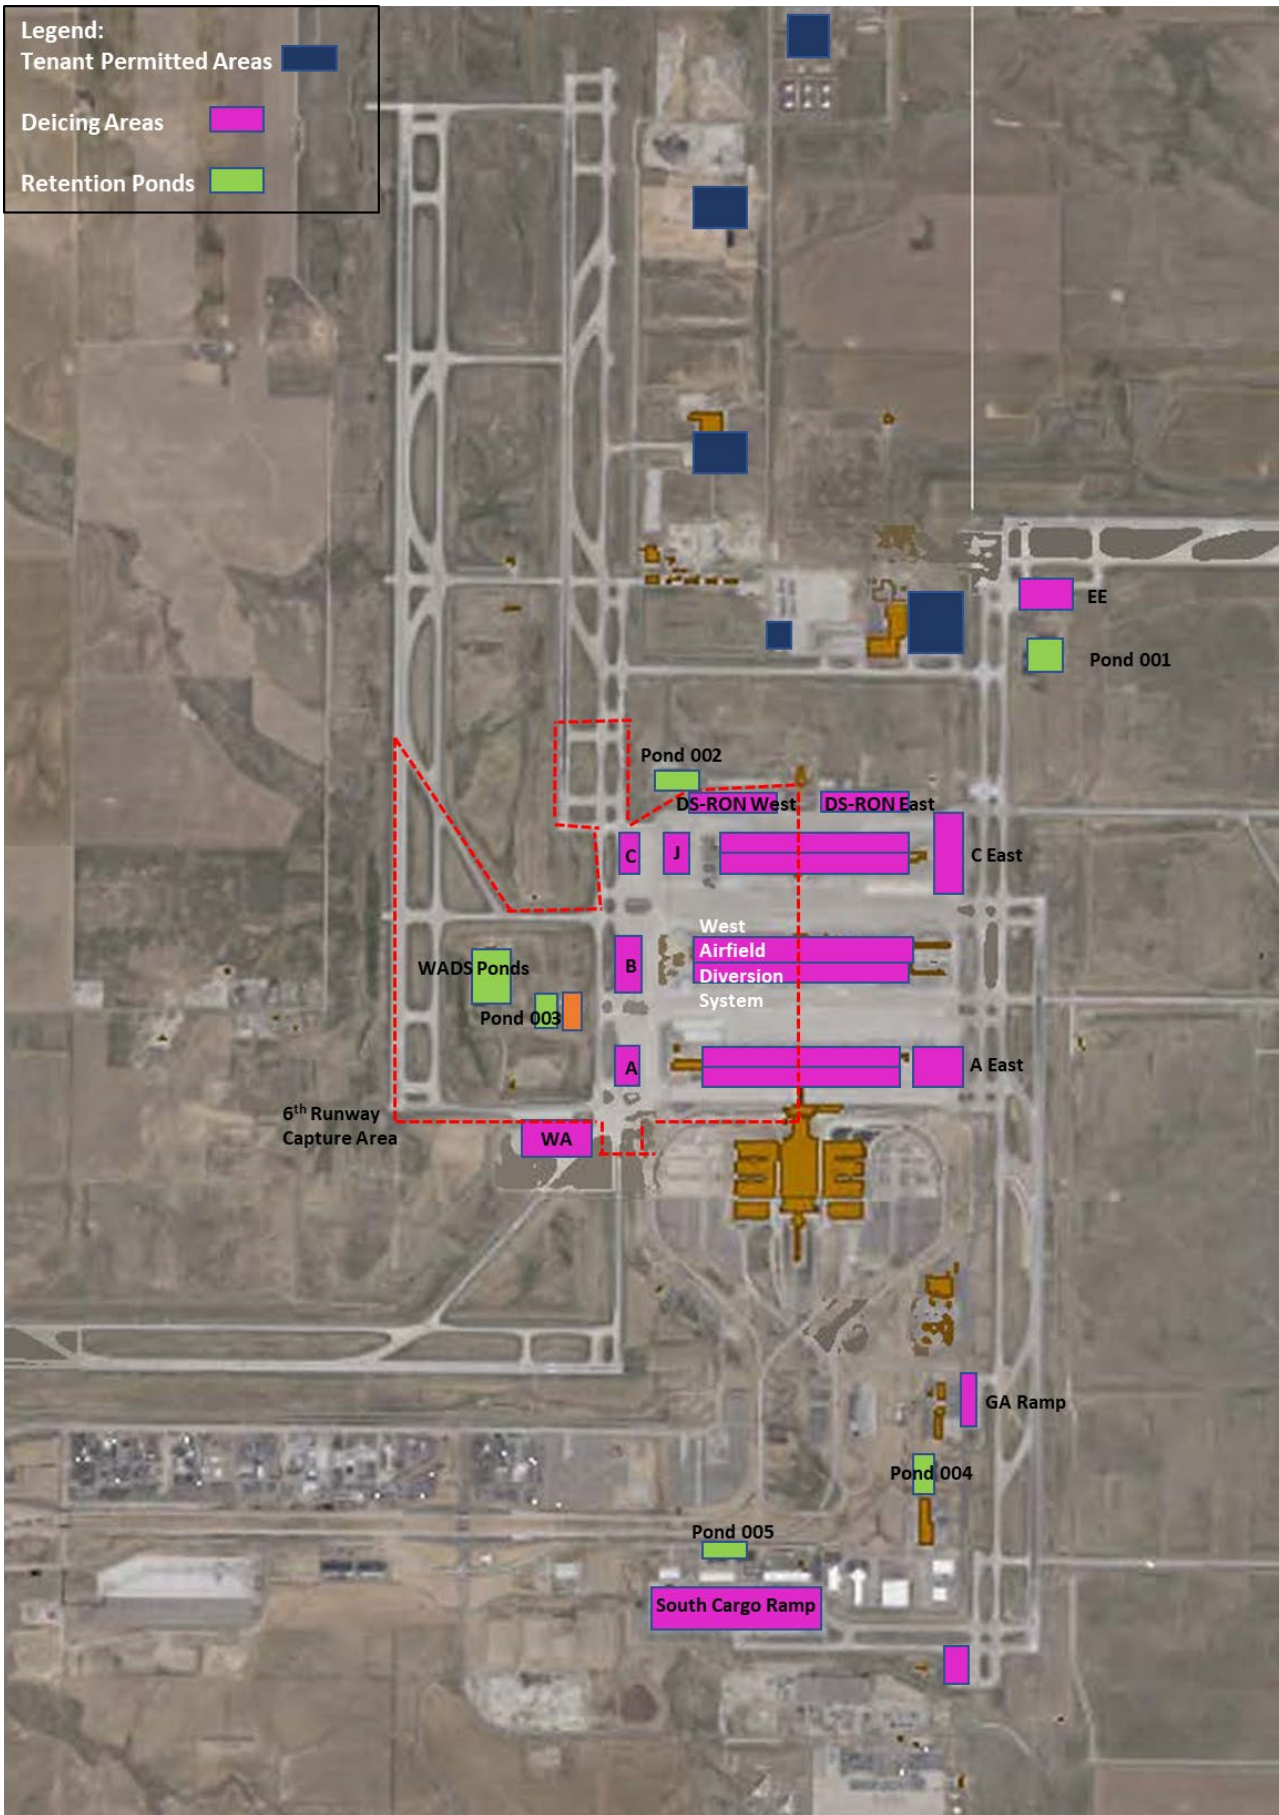 Legend:
Tenant Permitted Areas
Deicing Areas
Retention Ponds
EE
Pond 001
Pond 002
DS-RON West
DS-RON East
C
J
C East
West
Airfield
Diversion
System
B
WADS Ponds
Pond 003
A
A East
6th Runway
Capture Area
WA
GA Ramp
Pond 004
Pond 005
South Cargo Ramp